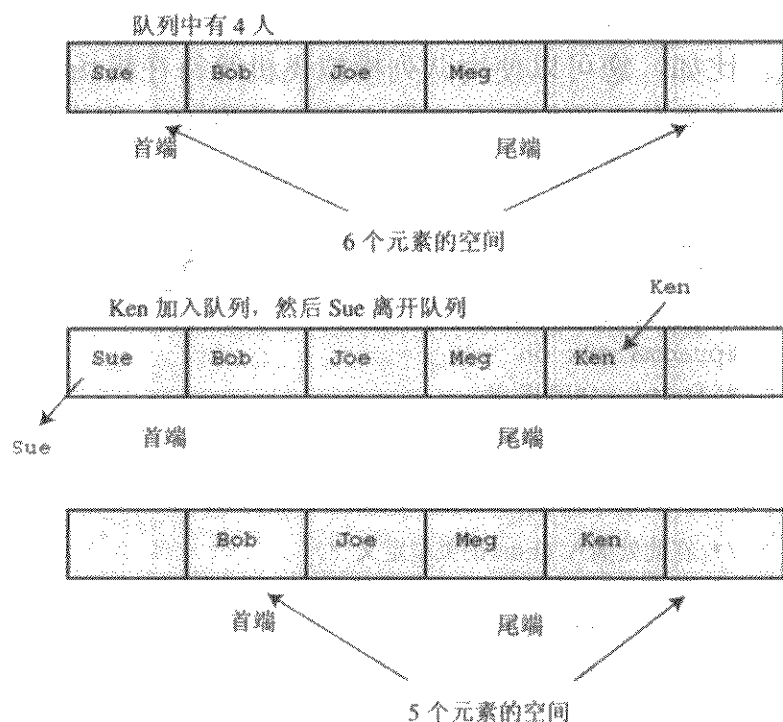 队列中有 4 人
Sue Bob Joe Meg
首端 尾端
6 个元素的空间
Ken 加入队列，然后 Sue 离开队列
Ken
Sue Bob Joe Meg Ken
Sue
首端 尾端
Bob Joe Meg Ken
首端 尾端
5 个元素的空间